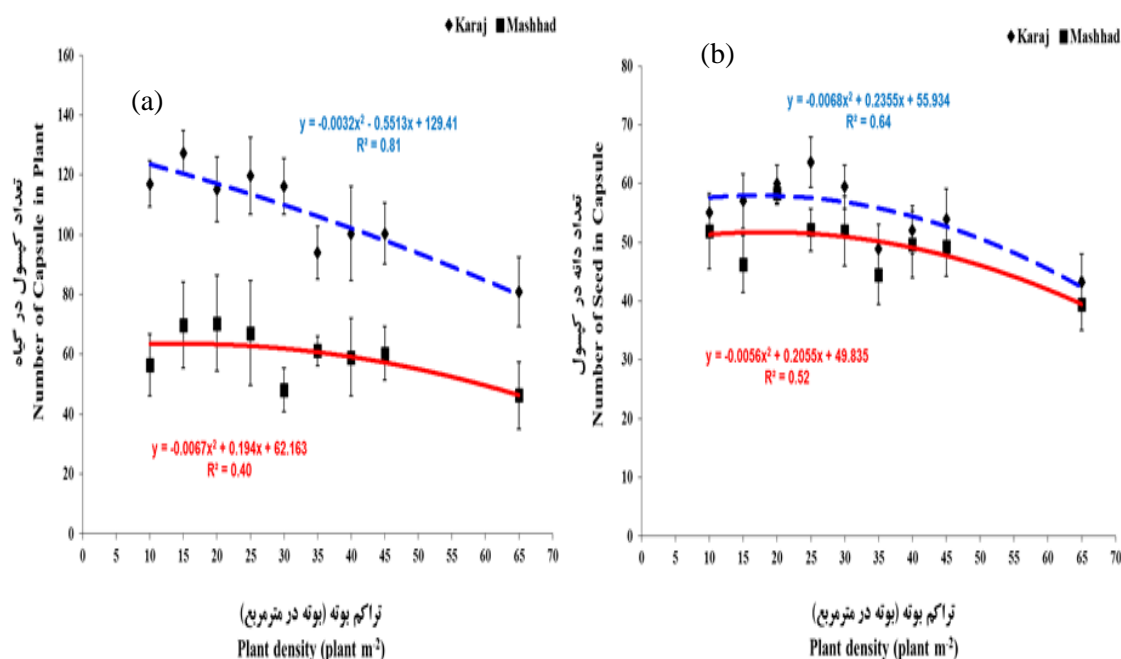 ◆Karaj ■Mashhad
(a)
y = -0.0032x² - 0.5513x + 129.41
R² = 0.81
y = -0.0067x² + 0.194x + 62.163
R² = 0.40
تعداد کپسول در گیاه
Number of Capsule in Plant
160
140
120
100
80
60
40
20
0
0 5 10 15 20 25 30 35 40 45 50 55 60 65 70
تراکم بوته (بوته در مترمربع)
Plant density (plant m⁻²)
◆Karaj ■Mashhad
(b)
y = -0.0068x² + 0.2355x + 55.934
R² = 0.64
y = -0.0056x² + 0.2055x + 49.835
R² = 0.52
تعداد دانه در کپسول
Number of Seed in Capsule
80
70
60
50
40
30
20
10
0
0 5 10 15 20 25 30 35 40 45 50 55 60 65 70
تراکم بوته (بوته در مترمربع)
Plant density (plant m⁻²)